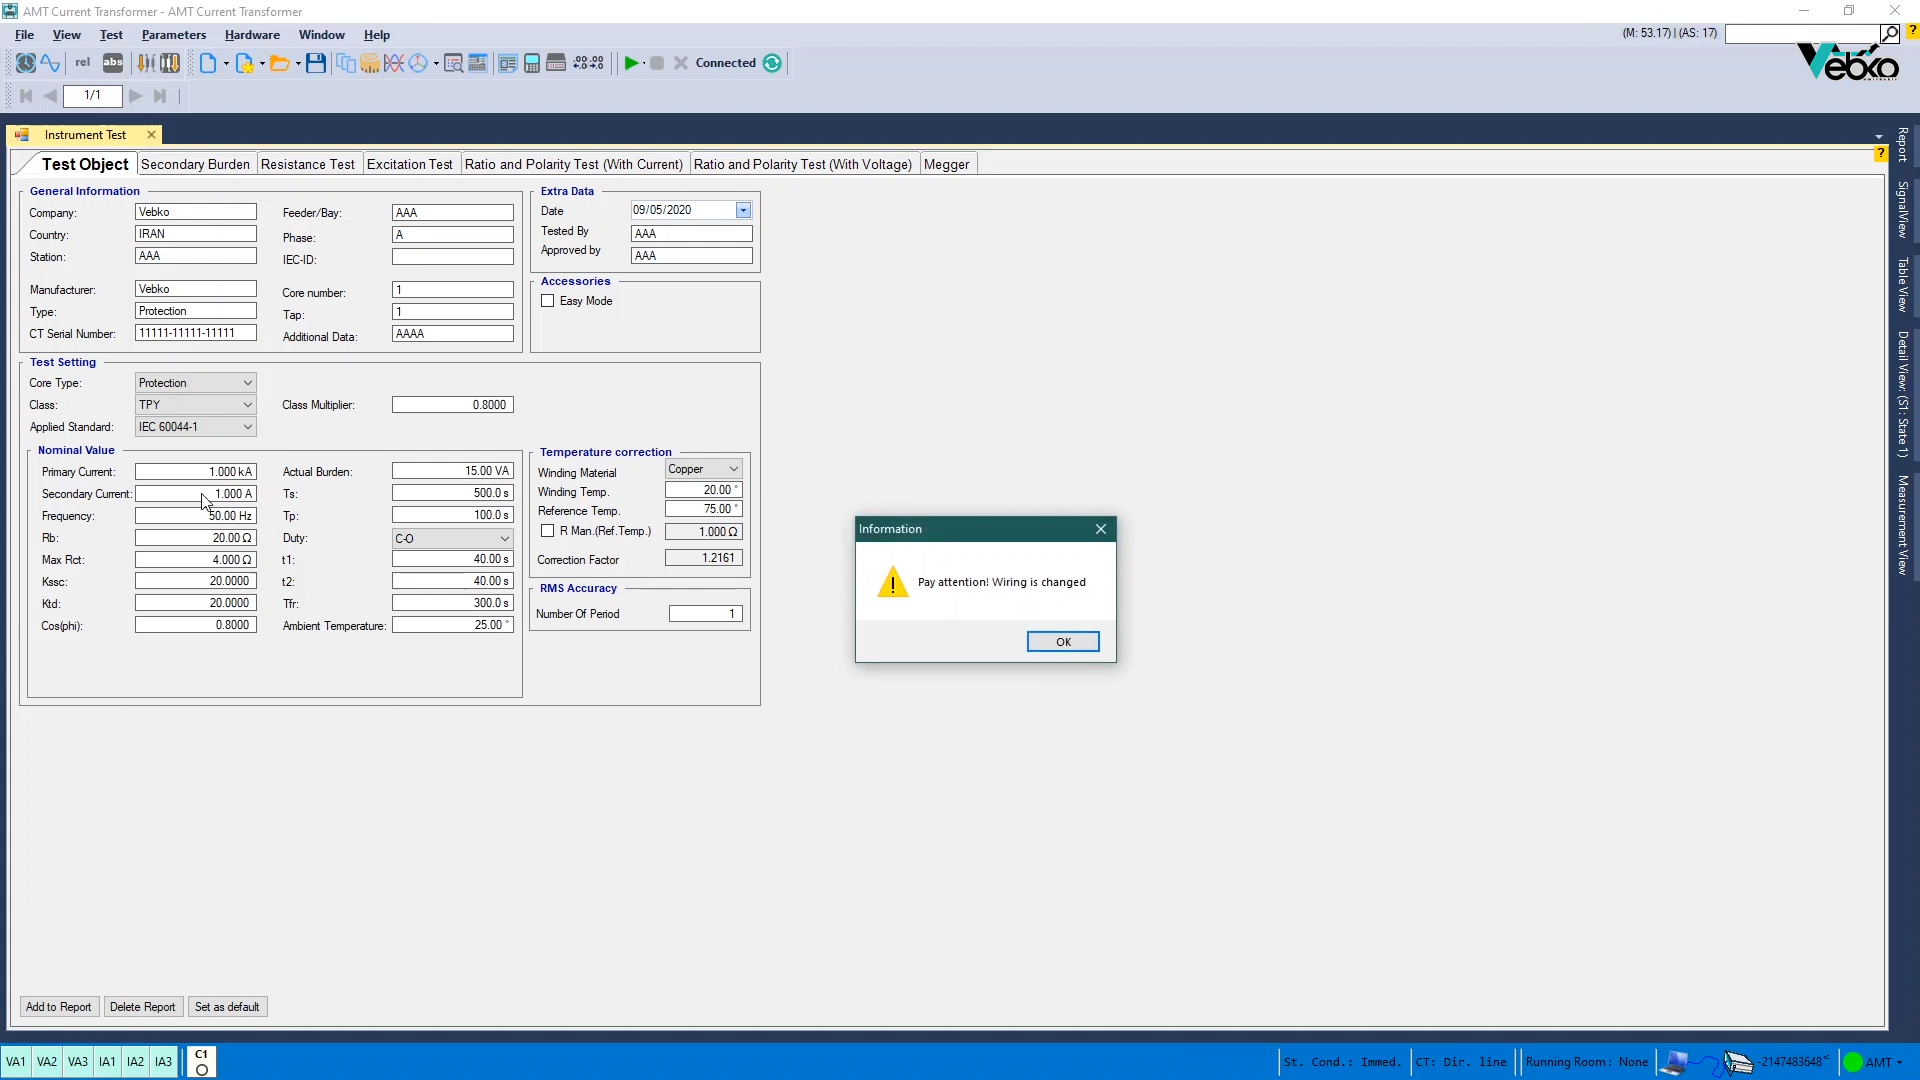 AMT Current Transformer - AMT Current Transformer
File View Test Parameters Hardware Window Help
(M: 53.17) | (AS: 17)
?
rel abs
Connected
Vebko
1/1
Instrument Test
Report
SignalView
Table View
Detail View: (S1: State 1)
Measurement View
?
Test Object Secondary Burden Resistance Test Excitation Test Ratio and Polarity Test (With Current) Ratio and Polarity Test (With Voltage) Megger
General Information
Company: Vebko
Country: IRAN
Station: AAA
Manufacturer: Vebko
Type: Protection
CT Serial Number: 11111-11111-11111
Feeder/Bay: AAA
Phase: A
IEC-ID:
Core number: 1
Tap: 1
Additional Data: AAAA
Extra Data
Date 09/05/2020
Tested By AAA
Approved by AAA
Accessories
Easy Mode
Test Setting
Core Type: Protection
Class: TPY
Class Multiplier: 0.8000
Applied Standard: IEC 60044-1
Nominal Value
Primary Current: 1.000 kA
Secondary Current: 1.000 A
Frequency: 50.00 Hz
Rb: 20.00 Ω
Max Rct: 4.000 Ω
Kssc: 20.0000
Ktd: 20.0000
Cos(phi): 0.8000
Actual Burden: 15.00 VA
Ts: 500.0 s
Tp: 100.0 s
Duty: C-O
t1: 40.00 s
t2: 40.00 s
Tfr: 300.0 s
Ambient Temperature: 25.00 °
Temperature correction
Winding Material Copper
Winding Temp. 20.00 °
Reference Temp. 75.00 °
R Man.(Ref.Temp.) 1.000 Ω
Correction Factor 1.2161
RMS Accuracy
Number Of Period 1
Information
Pay attention! Wiring is changed
OK
Add to Report Delete Report Set as default
VA1 VA2 VA3 IA1 IA2 IA3 C1
St. Cond.: Immed. CT: Dir. line Running Room: None -2147483648 AMT